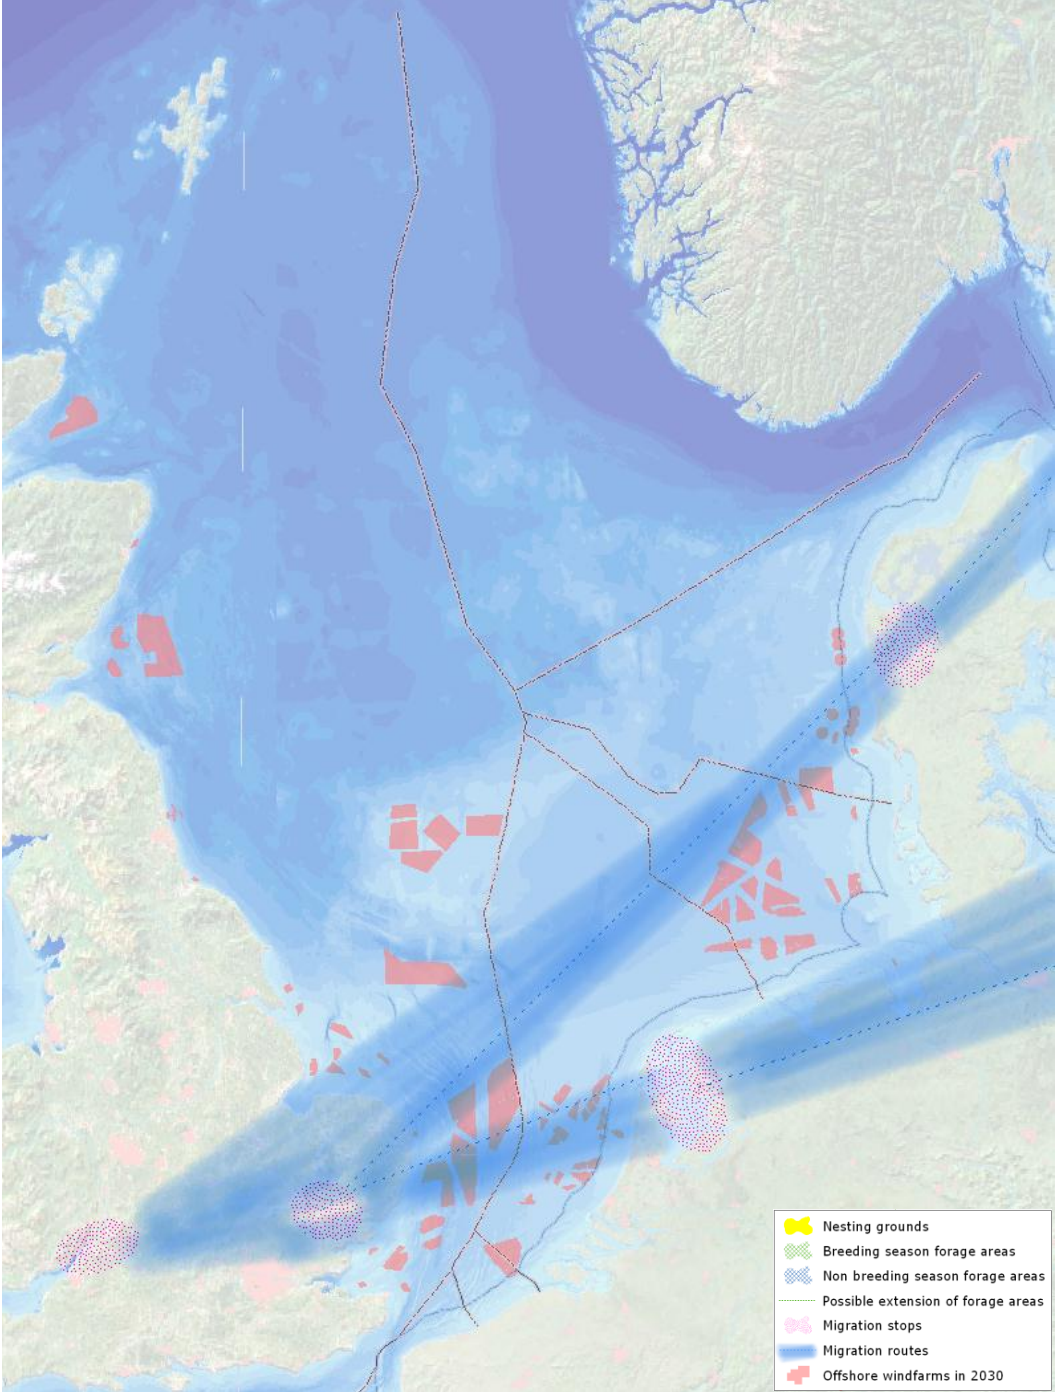 Nesting grounds
Breeding season forage areas
Non breeding season forage areas
Possible extension of forage areas
Migration stops
Migration routes
Offshore windfarms in 2030